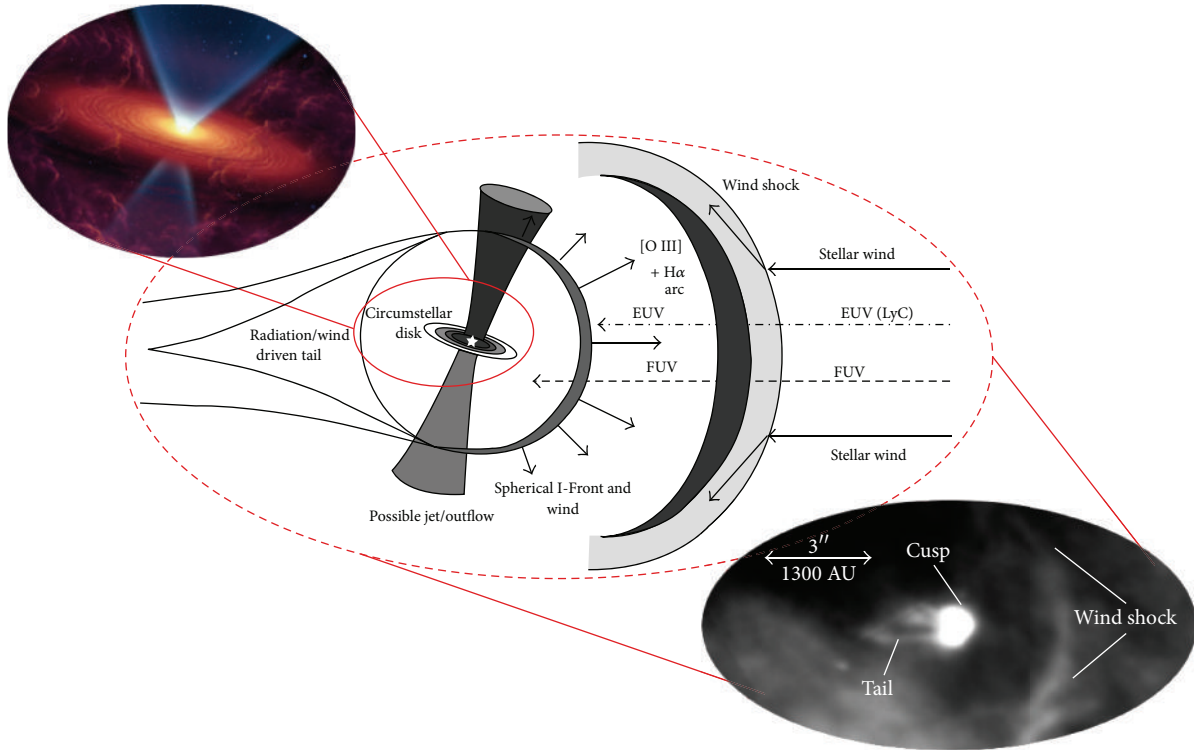 Wind shock
[O III]
+ Hα
arc
Stellar wind
Circumstellar
disk
EUV
EUV (LyC)
Radiation/wind
driven tail
FUV
FUV
Stellar wind
Spherical I-Front and
wind
Possible jet/outflow
3″
1300 AU
Cusp
Wind shock
Tail